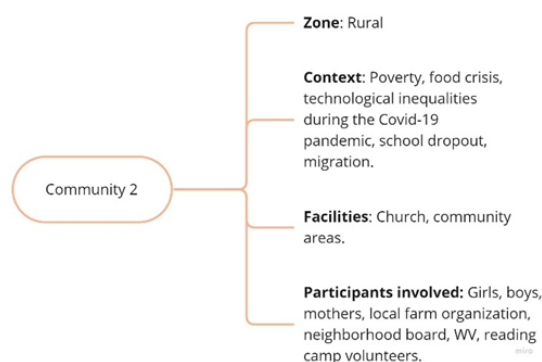 Zone: Rural
Context: Poverty, food crisis,
technological inequalities
during the Covid-19
pandemic, school dropout,
migration.
Community 2
Facilities: Church, community
areas.
Participants involved: Girls, boys,
mothers, local farm organization,
neighborhood board, WV, reading
camp volunteers.
miro